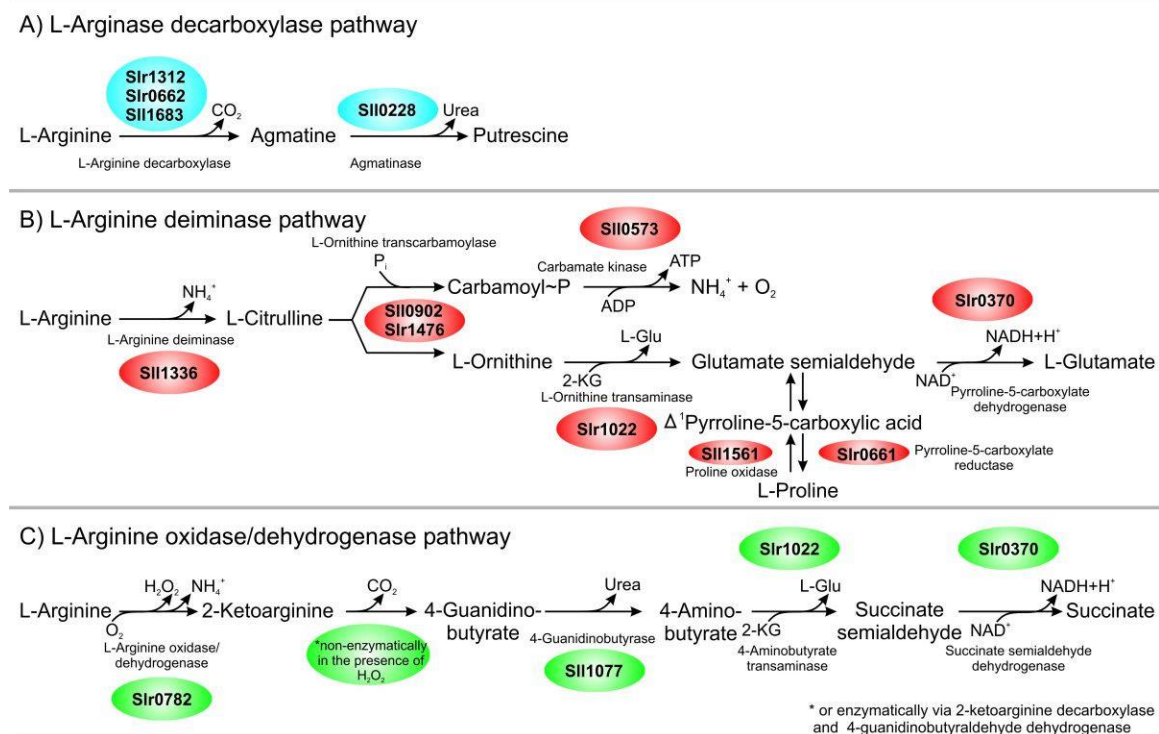 A) L-Arginase decarboxylase pathway
Slr1312
Slr0662
Sll1683
CO₂
Sll0228
Urea
L-Arginine
Agmatine
Putrescine
L-Arginine decarboxylase
Agmatinase
B) L-Arginine deiminase pathway
Sll0573
L-Ornithine transcarbamoylase
Pᵢ
Carbamate kinase
ATP
Carbamoyl~P
ADP
NH₄⁺ + O₂
NH₄⁺
L-Arginine
L-Citrulline
Sll0902
Slr1476
L-Arginine deiminase
Sll1336
Slr0370
L-Glu
NADH+H⁺
L-Ornithine
Glutamate semialdehyde
L-Glutamate
2-KG
NAD⁺
L-Ornithine transaminase
Pyrroline-5-carboxylate
dehydrogenase
Slr1022
Δ¹Pyrroline-5-carboxylic acid
Sll1561
Proline oxidase
Slr0661
Pyrroline-5-carboxylate
reductase
L-Proline
C) L-Arginine oxidase/dehydrogenase pathway
Slr1022
Slr0370
H₂O₂
NH₄⁺
CO₂
Urea
L-Glu
NADH+H⁺
L-Arginine
2-Ketoarginine
4-Guanidino-
butyrate
4-Amino-
butyrate
Succinate
semialdehyde
Succinate
O₂
2-KG
NAD⁺
L-Arginine oxidase/
dehydrogenase
*non-enzymatically
in the presence of
H₂O₂
4-Guanidinobutyrase
4-Aminobutyrate
transaminase
Succinate semialdehyde
dehydrogenase
Slr0782
Sll1077
* or enzymatically via 2-ketoarginine decarboxylase
and 4-guanidinobutyraldehyde dehydrogenase